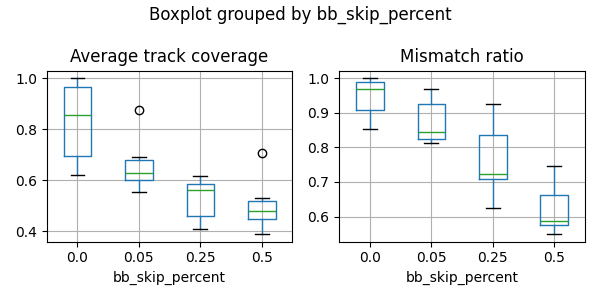 Boxplot grouped by bb_skip_percent
Average track coverage
1.0
0.8
0.6
0.4
0.0 0.05 0.25 0.5
bb_skip_percent
Mismatch ratio
1.0
0.9
0.8
0.7
0.6
0.0 0.05 0.25 0.5
bb_skip_percent